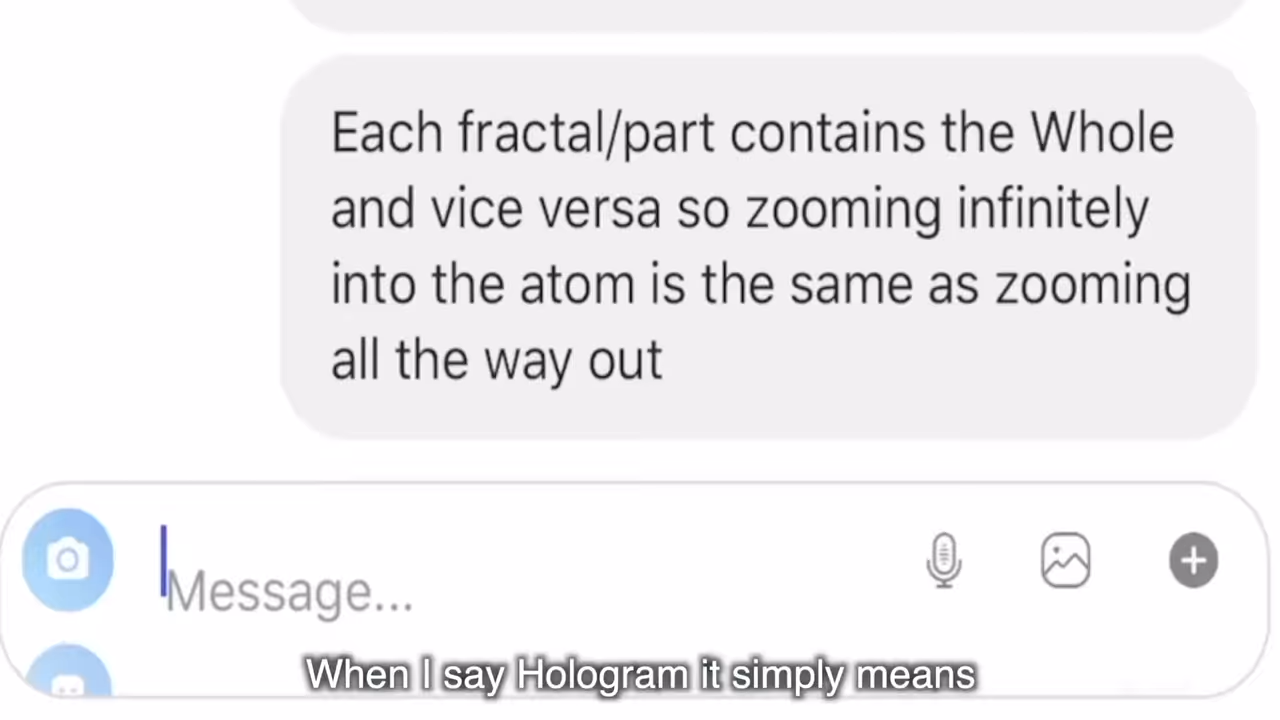 Each fractal/part contains the Whole
and vice versa so zooming infinitely
into the atom is the same as zooming
all the way out
Message...
When I say Hologram it simply means